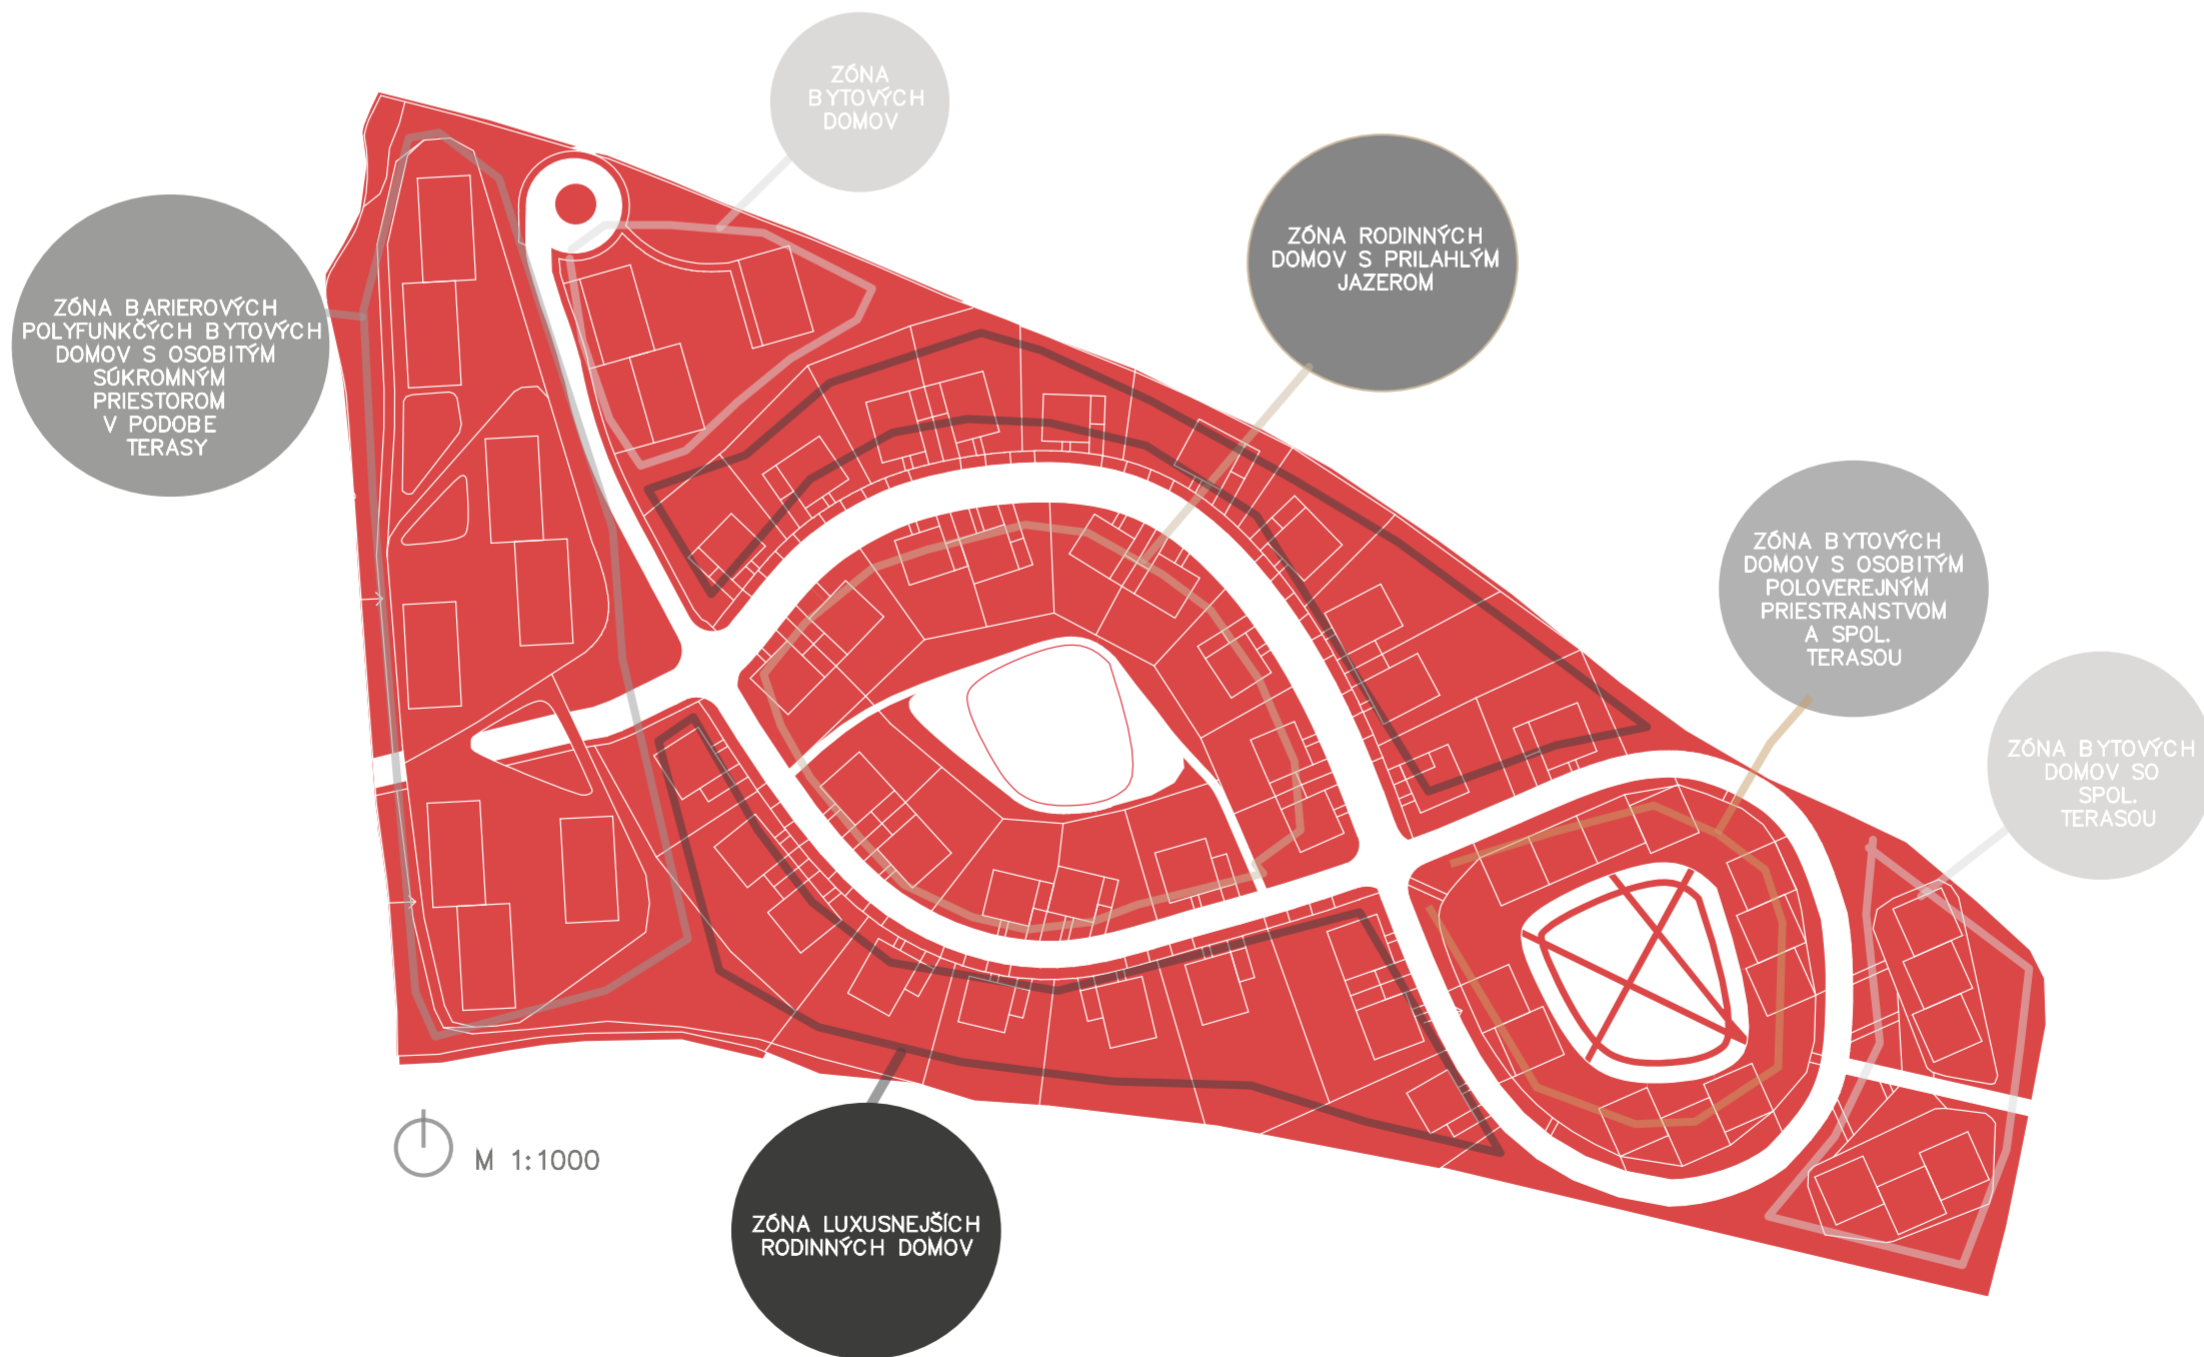 ZÓNA
BYTOVÝCH
DOMOV
ZÓNA RODINNÝCH
DOMOV S PRILAHLÝM
JAZEROM
ZÓNA BARIEROVÝCH
POLYFUNKČÝCH BYTOVÝCH
DOMOV S OSOBITÝM
SÚKROMNÝM
PRIESTOROM
V PODOBE
TERASY
ZÓNA BYTOVÝCH
DOMOV S OSOBITÝM
POLOVEREJNÝM
PRIESTRANSTVOM
A SPOL.
TERASOU
ZÓNA BYTOVÝCH
DOMOV SO
SPOL.
TERASOU
M 1:1000
ZÓNA LUXUSNEJŠÍCH
RODINNÝCH DOMOV